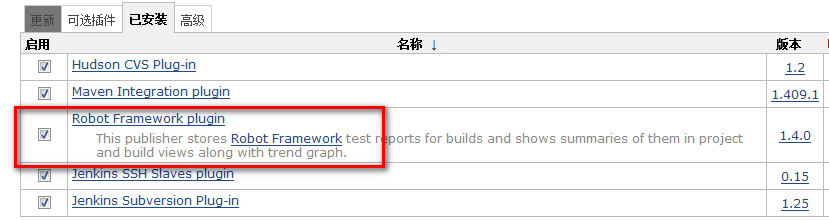 更新 可选插件 已安装 高级
启用 名称 ↓ 版本
Hudson CVS Plug-in 1.2
Maven Integration plugin 1.409.1
Robot Framework plugin
This publisher stores Robot Framework test reports for builds and shows summaries of them in project
and build views along with trend graph.
1.4.0
Jenkins SSH Slaves plugin 0.15
Jenkins Subversion Plug-in 1.25